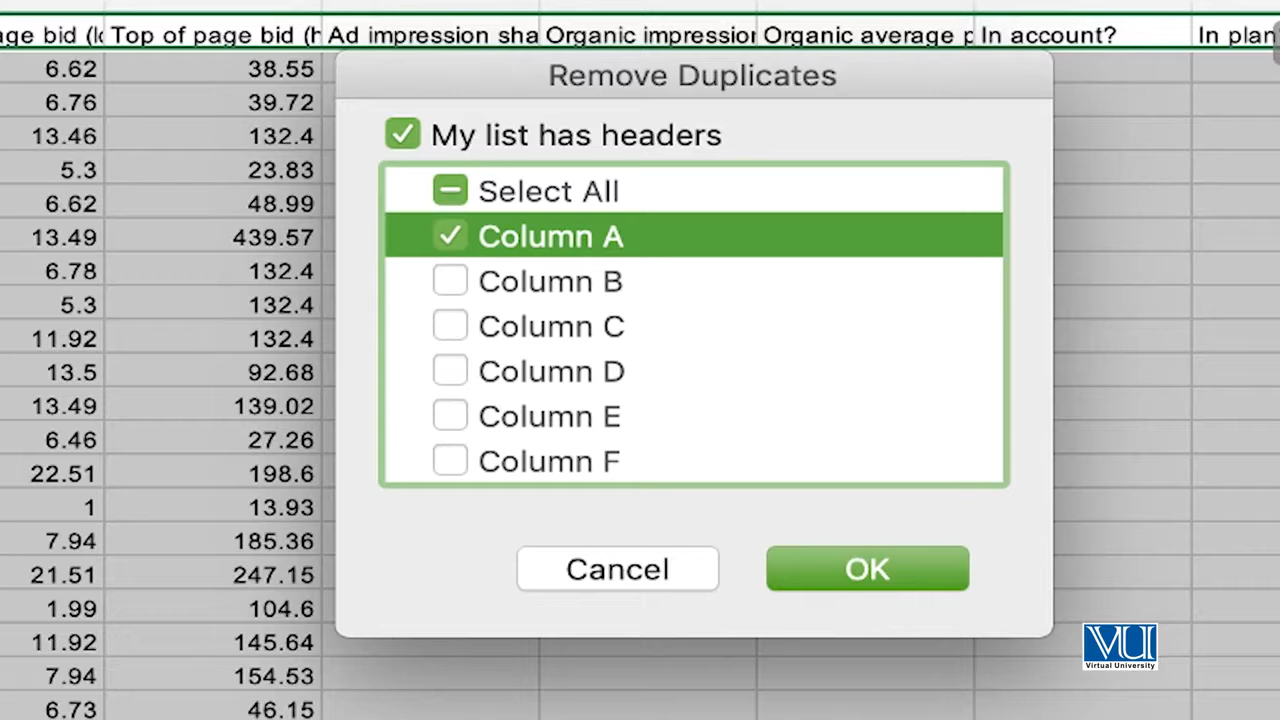 age bid (lo Top of page bid (h Ad impression sha Organic impression Organic average p In account? In plan
Remove Duplicates
My list has headers
Select All
Column A
Column B
Column C
Column D
Column E
Column F
Cancel OK
6.62 38.55
6.76 39.72
13.46 132.4
5.3 23.83
6.62 48.99
13.49 439.57
6.78 132.4
5.3 132.4
11.92 132.4
13.5 92.68
13.49 139.02
6.46 27.26
22.51 198.6
1 13.93
7.94 185.36
21.51 247.15
1.99 104.6
11.92 145.64
7.94 154.53
6.73 46.15
VU
Virtual University